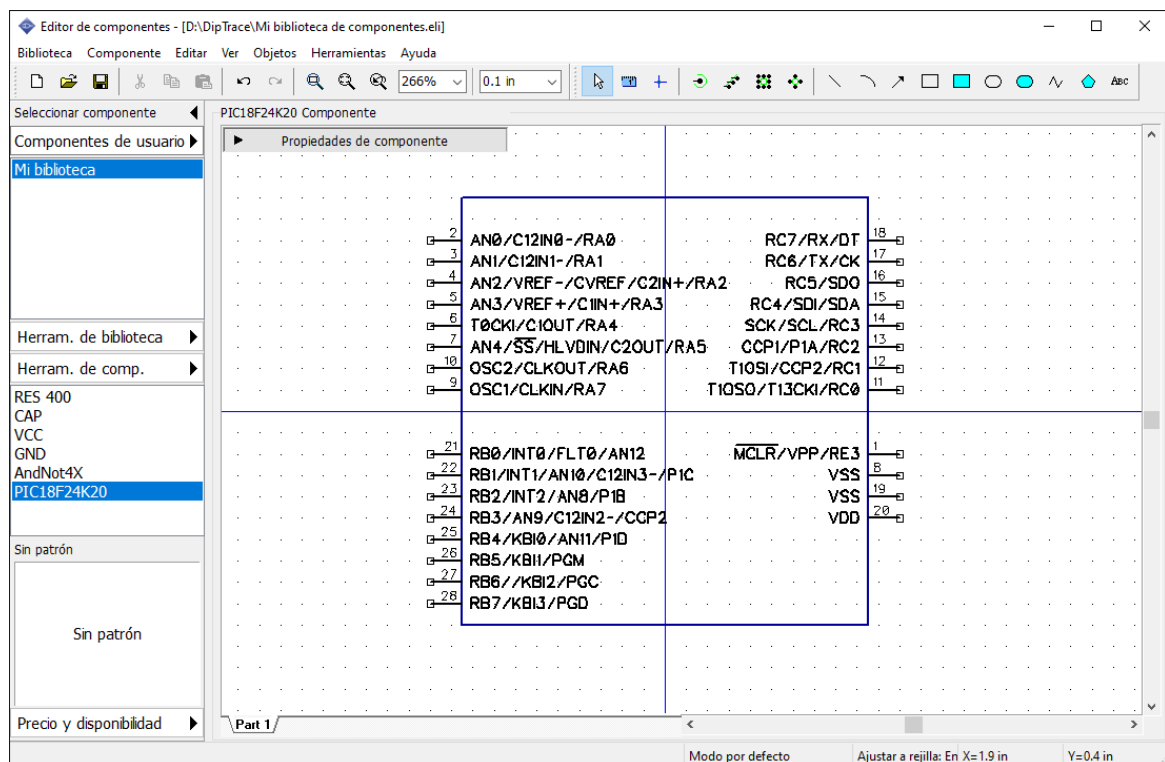 Editor de componentes - [D:\DipTrace\Mi biblioteca de componentes.eli]
Biblioteca Componente Editar Ver Objetos Herramientas Ayuda
266% 0.1 in ABC
Seleccionar componente
Componentes de usuario
Mi biblioteca
Herram. de biblioteca
Herram. de comp.
RES 400
CAP
VCC
GND
AndNot4X
PIC18F24K20
Sin patrón
Sin patrón
Precio y disponibilidad
PIC18F24K20 Componente
Propiedades de componente
2 AN0/C12IN0-/RA0 RC7/RX/DT 18
3 AN1/C12IN1-/RA1 RC6/TX/CK 17
4 AN2/VREF-/CVREF/C2IN+/RA2 RC5/SDO 16
5 AN3/VREF+/C1IN+/RA3 RC4/SDI/SDA 15
6 T0CKI/C1OUT/RA4 SCK/SCL/RC3 14
7 AN4/SS/HLVDIN/C2OUT/RA5 CCP1/P1A/RC2 13
10 OSC2/CLKOUT/RA6 T1OSI/CCP2/RC1 12
9 OSC1/CLKIN/RA7 T1OSO/T13CKI/RC0 11
21 RB0/INT0/FLT0/AN12 MCLR/VPP/RE3 1
22 RB1/INT1/AN10/C12IN3-/P1C VSS 8
23 RB2/INT2/AN8/P1B VSS 19
24 RB3/AN9/C12IN2-/CCP2 VDD 20
25 RB4/KBI0/AN11/P1D
26 RB5/KBI1/PGM
27 RB6//KBI2/PGC
28 RB7/KBI3/PGD
Part 1
Modo por defecto Ajustar a rejilla: En X=1.9 in Y=0.4 in